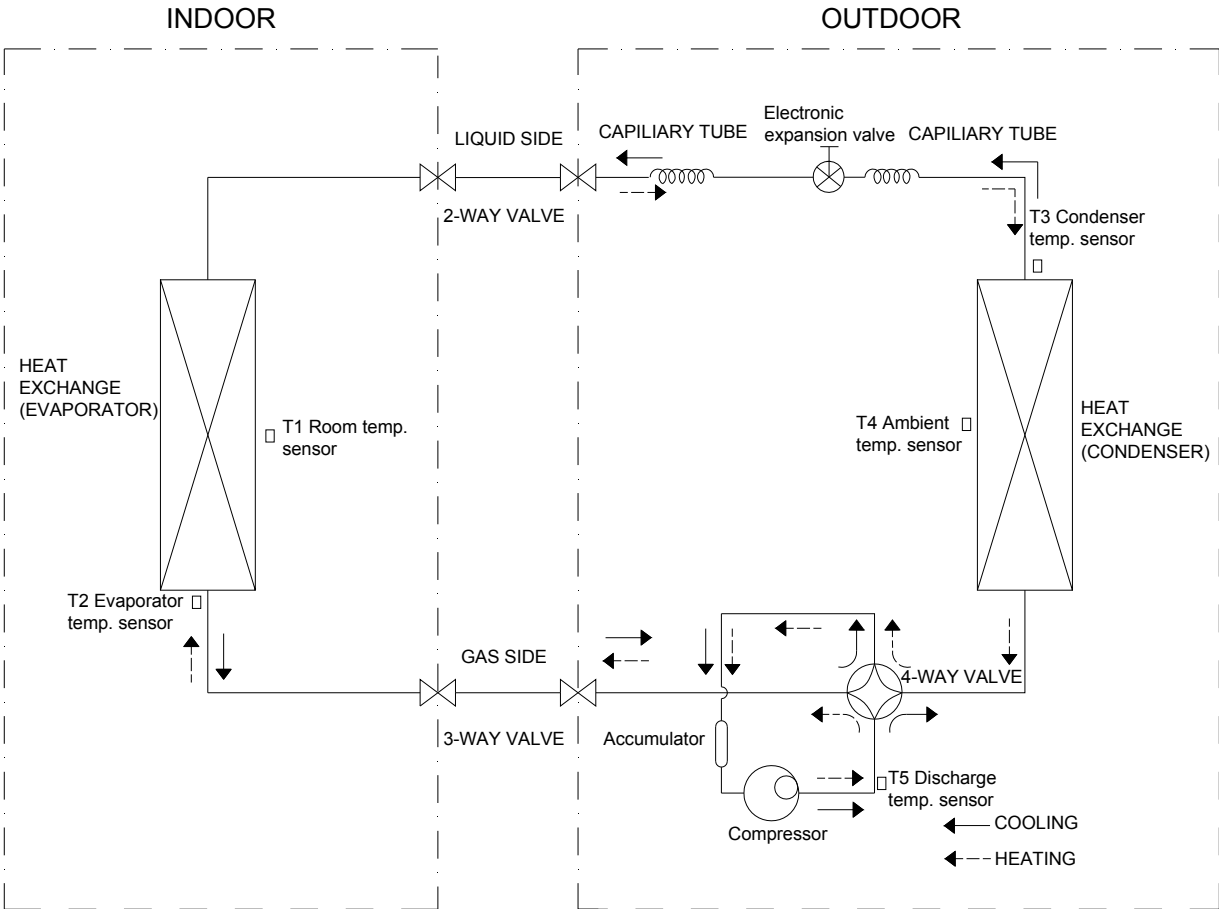 INDOOR
OUTDOOR
LIQUID SIDE
CAPILIARY TUBE
Electronic
expansion valve
CAPILIARY TUBE
2-WAY VALVE
T3 Condenser
temp. sensor
HEAT
EXCHANGE
(EVAPORATOR)
T1 Room temp.
sensor
T4 Ambient
temp. sensor
HEAT
EXCHANGE
(CONDENSER)
T2 Evaporator
temp. sensor
GAS SIDE
4-WAY VALVE
3-WAY VALVE
Accumulator
T5 Discharge
temp. sensor
Compressor
COOLING
HEATING